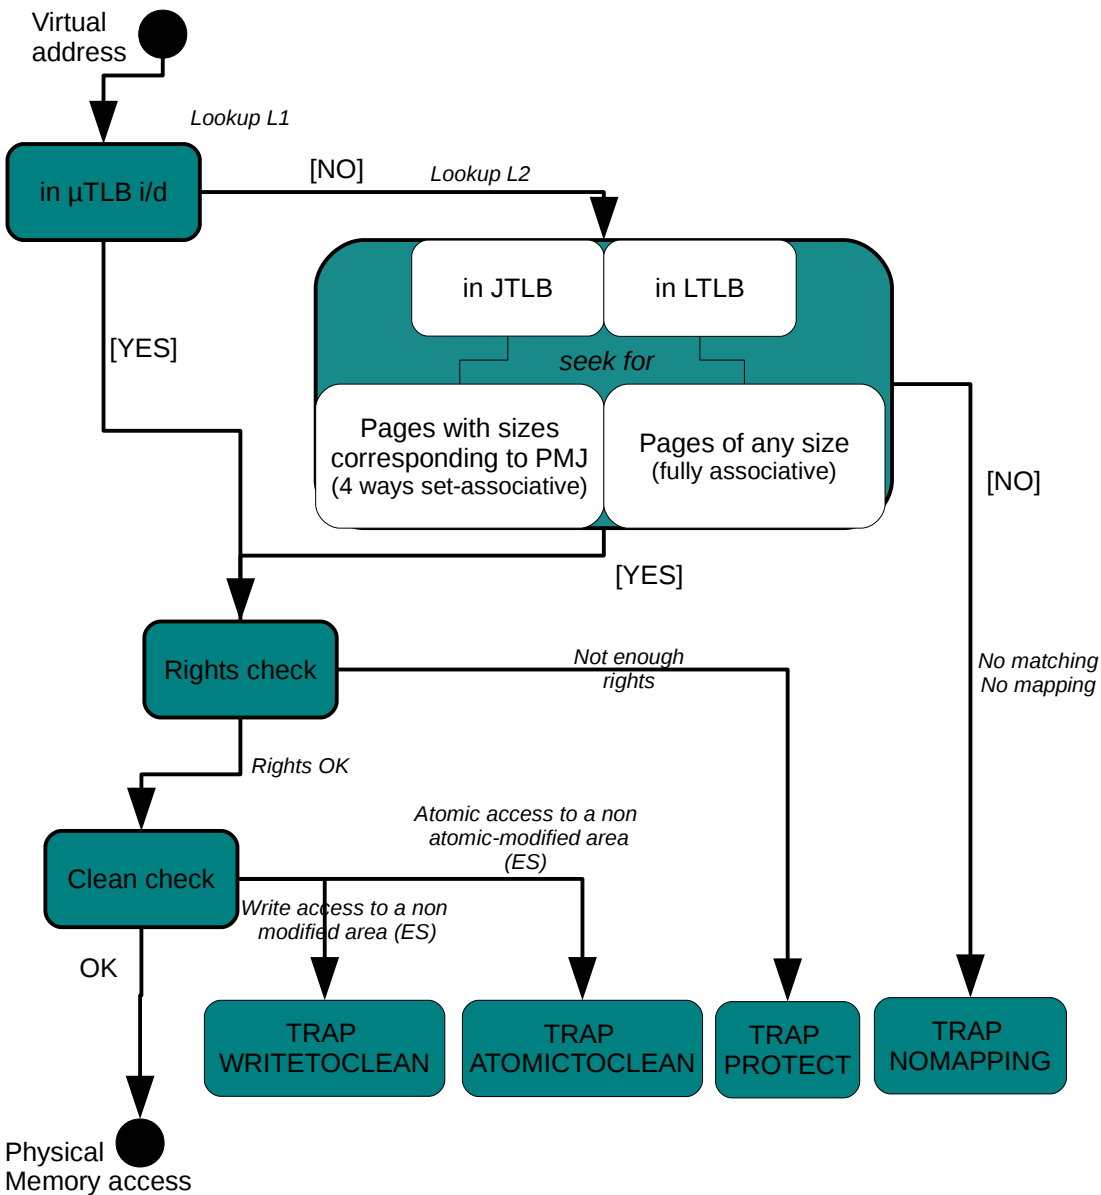 Virtual
address
Lookup L1
in µTLB i/d
[NO]
Lookup L2
in JTLB
in LTLB
seek for
[YES]
Pages with sizes
corresponding to PMJ
(4 ways set-associative)
Pages of any size
(fully associative)
[NO]
[YES]
Rights check
Not enough
rights
No matching
No mapping
Rights OK
Atomic access to a non
atomic-modified area
(ES)
Clean check
Write access to a non
modified area (ES)
OK
TRAP
WRITETOCLEAN
TRAP
ATOMICTOCLEAN
TRAP
PROTECT
TRAP
NOMAPPING
Physical
Memory access